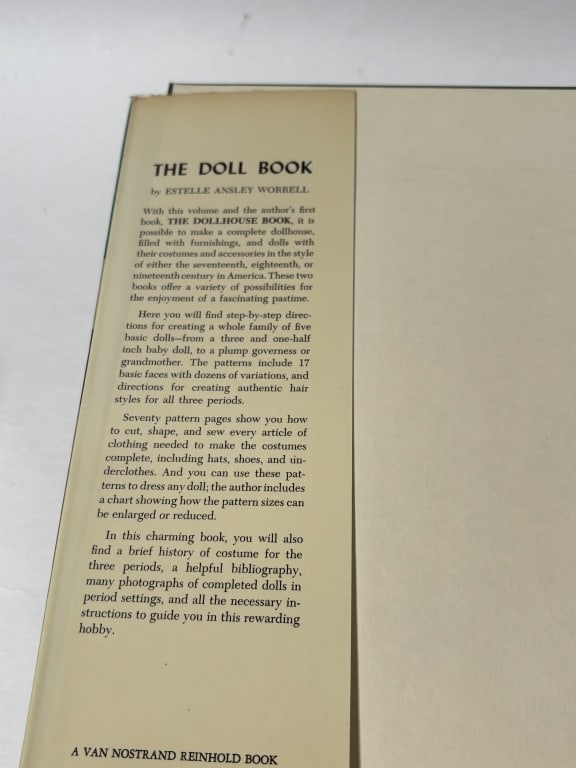 THE DOLL BOOK
by ESTELLE ANSLEY WORRELL
With this volume and the author's first
book, THE DOLLHOUSE BOOK, it is
possible to make a complete dollhouse,
filled with furnishings, and dolls with
their costumes and accessories in the style
of either the seventeenth, eighteenth, or
nineteenth century in America. These two
books offer a variety of possibilities for
the enjoyment of a fascinating pastime.
Here you will find step-by-step direc-
tions for creating a whole family of five
basic dolls—from a three and one-half
inch baby doll, to a plump governess or
grandmother. The patterns include 17
basic faces with dozens of variations, and
directions for creating authentic hair
styles for all three periods.
Seventy pattern pages show you how
to cut, shape, and sew every article of
clothing needed to make the costumes
complete, including hats, shoes, and un-
derclothes. And you can use these pat-
terns to dress any doll; the author includes
a chart showing how the pattern sizes can
be enlarged or reduced.
In this charming book, you will also
find a brief history of costume for the
three periods, a helpful bibliography,
many photographs of completed dolls in
period settings, and all the necessary in-
structions to guide you in this rewarding
hobby.
A VAN NOSTRAND REINHOLD BOOK